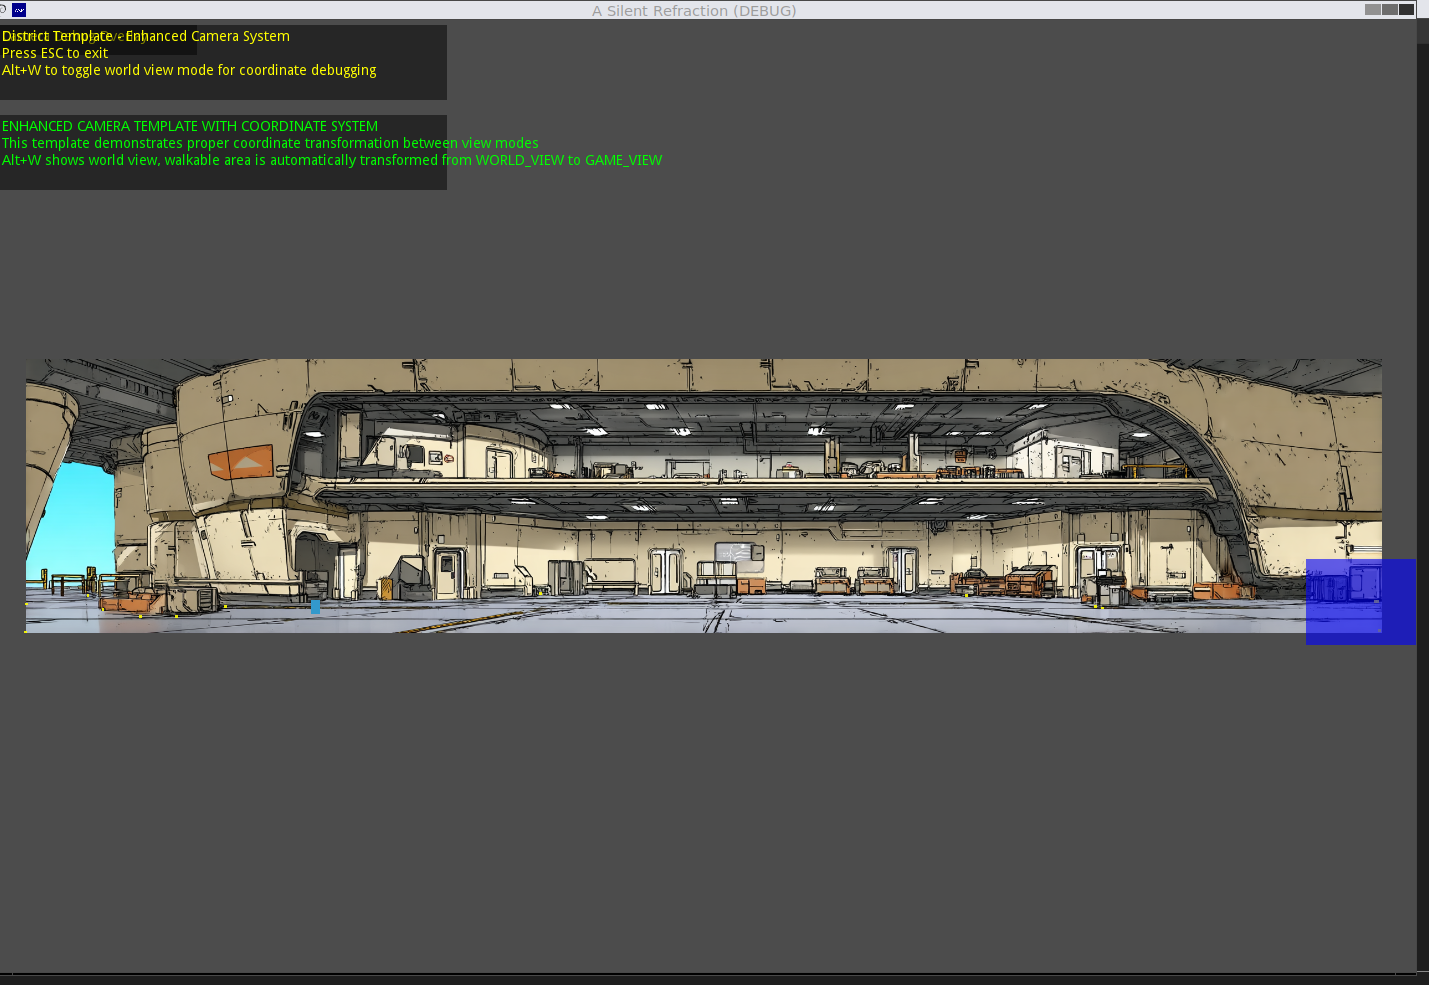 A Silent Refraction (DEBUG)
District Template - Enhanced Camera System
Press ESC to exit
Alt+W to toggle world view mode for coordinate debugging
ENHANCED CAMERA TEMPLATE WITH COORDINATE SYSTEM
This template demonstrates proper coordinate transformation between view modes
Alt+W shows world view, walkable area is automatically transformed from WORLD_VIEW to GAME_VIEW